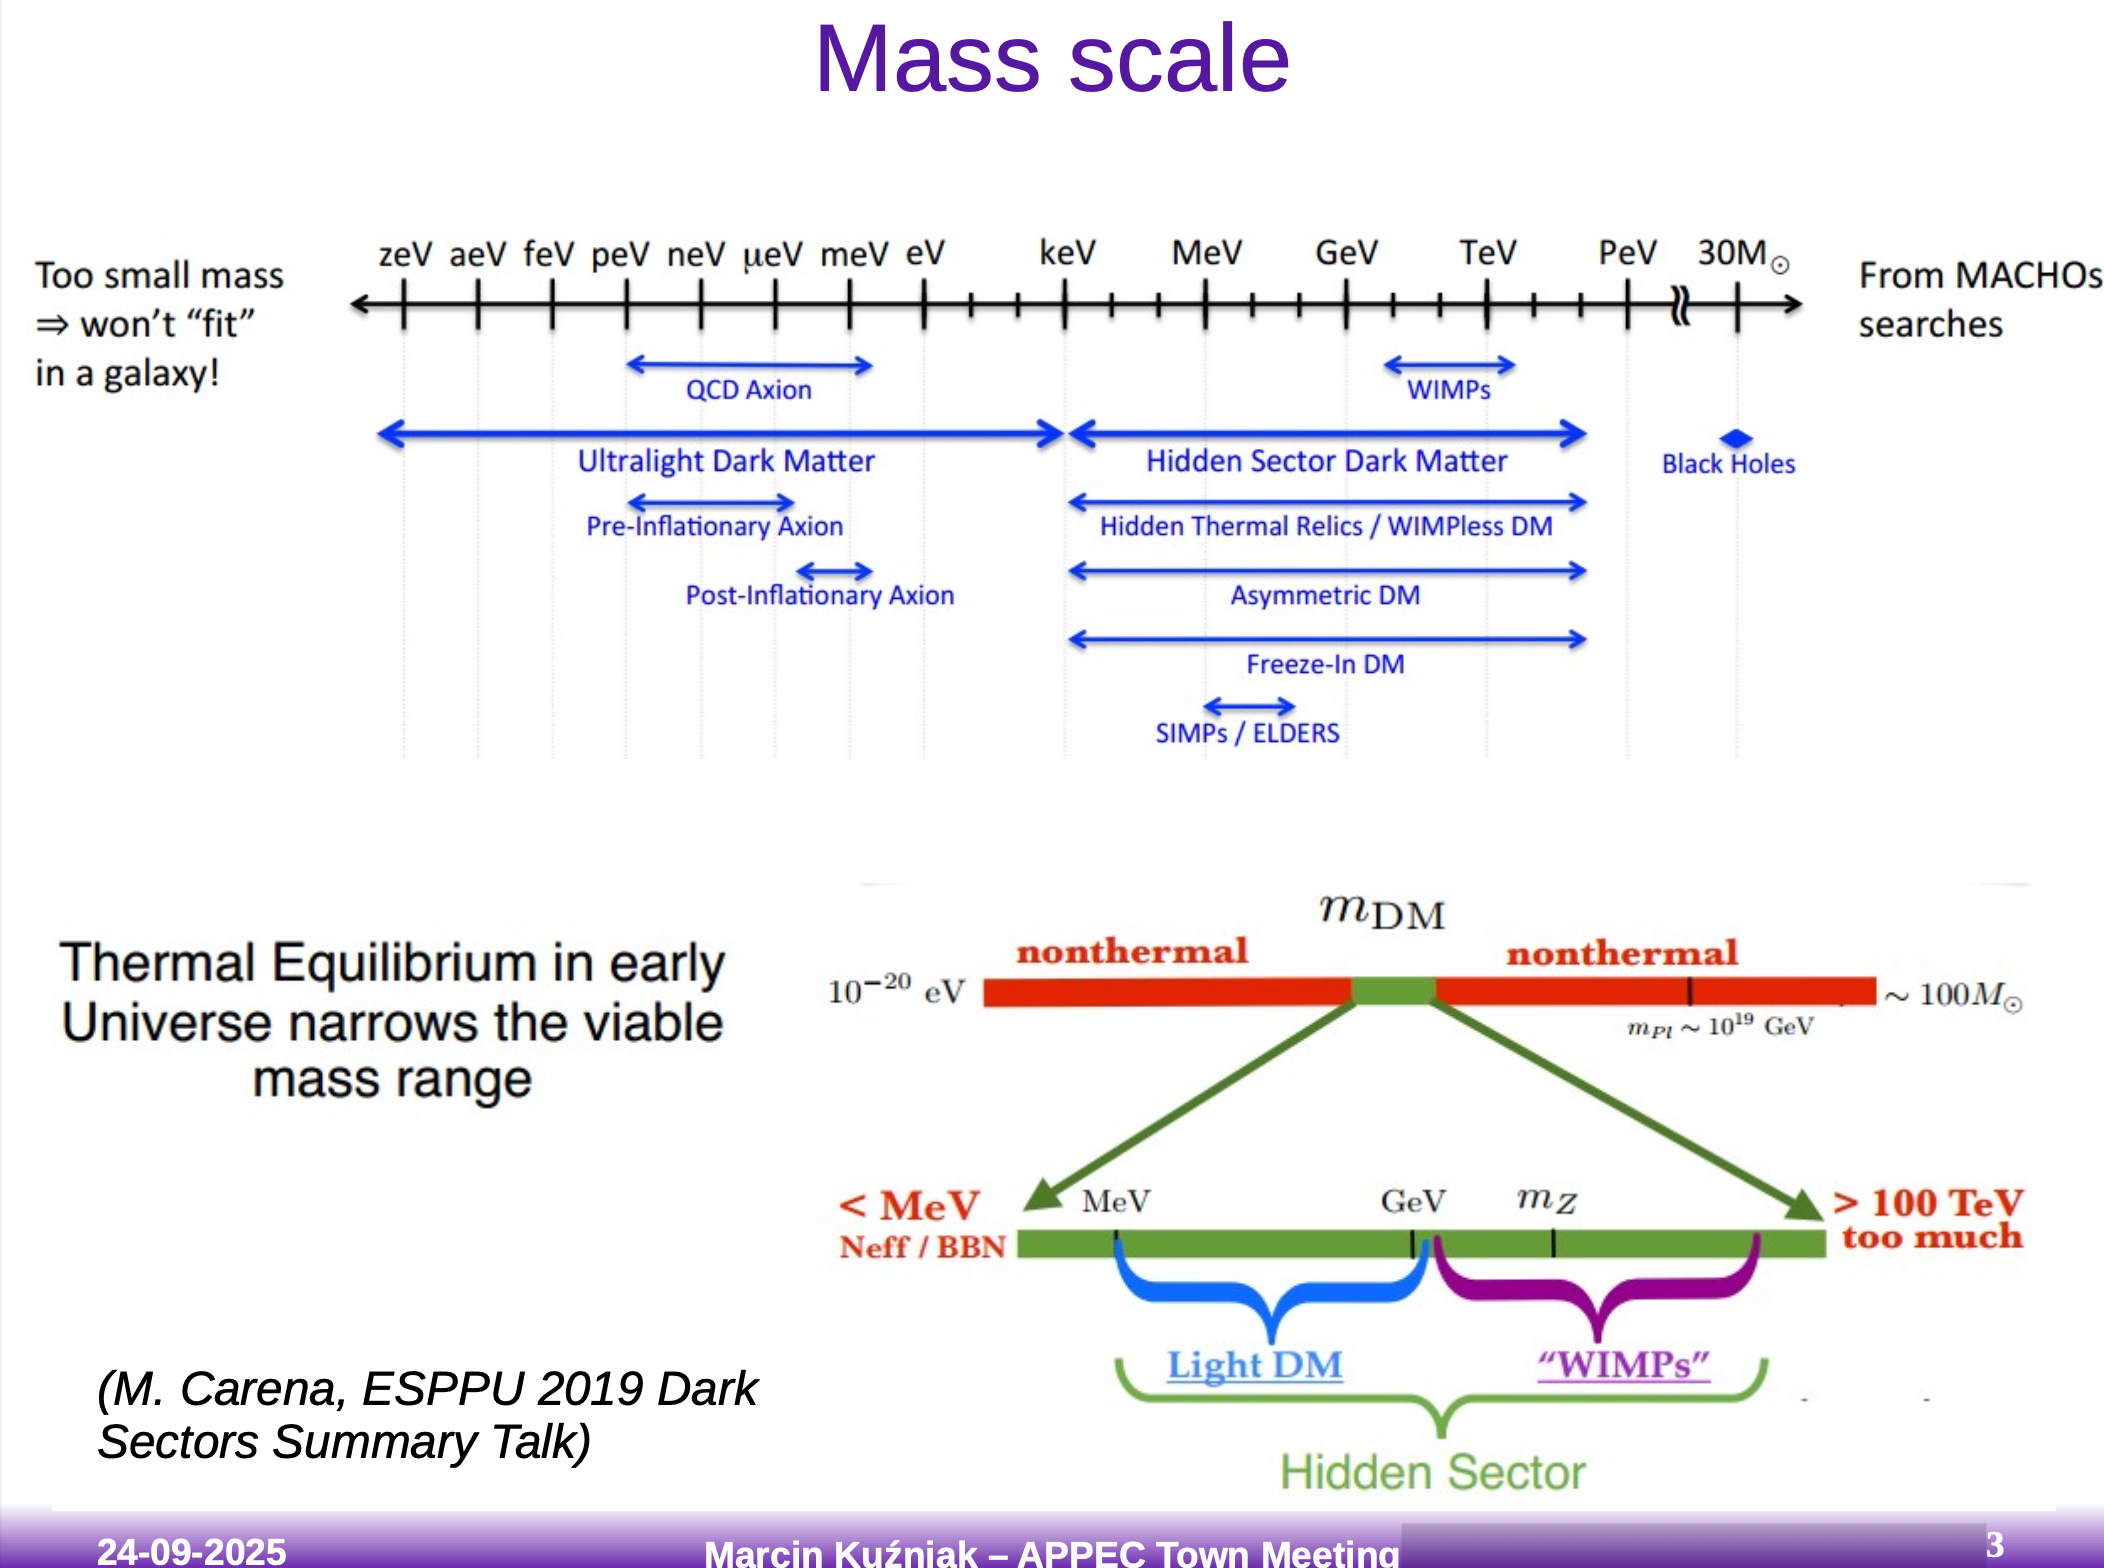 Mass scale
zeV aeV feV peV neV μeV meV eV keV MeV GeV TeV PeV 30M⊙
Too small mass
⇒ won't “fit”
in a galaxy!
From MACHOs
searches
QCD Axion
WIMPs
Ultralight Dark Matter
Hidden Sector Dark Matter
Black Holes
Pre-Inflationary Axion
Hidden Thermal Relics / WIMPless DM
Post-Inflationary Axion
Asymmetric DM
Freeze-In DM
SIMPs / ELDERS
Thermal Equilibrium in early
Universe narrows the viable
mass range
mDM
nonthermal
nonthermal
10⁻²⁰ eV
~ 100M⊙
mPl ~ 10¹⁹ GeV
< MeV
Neff / BBN
MeV
GeV
mZ
> 100 TeV
too much
Light DM
“WIMPs”
Hidden Sector
(M. Carena, ESPPU 2019 Dark
Sectors Summary Talk)
24-09-2025
Marcin Kuźniak – APPEC Town Meeting
3